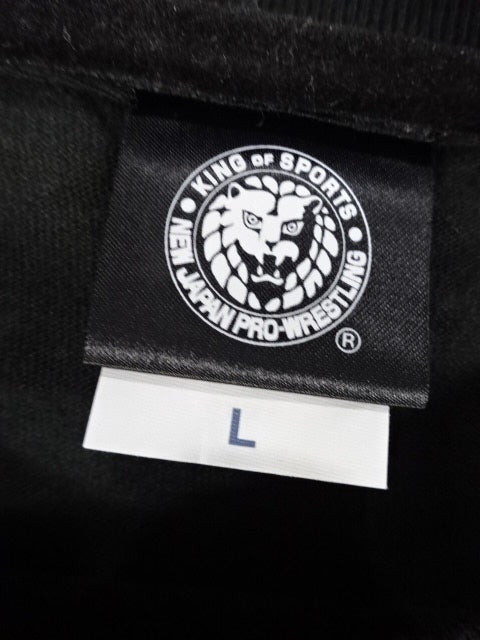 KING OF SPORTS
NEW JAPAN PRO-WRESTLING
®
L